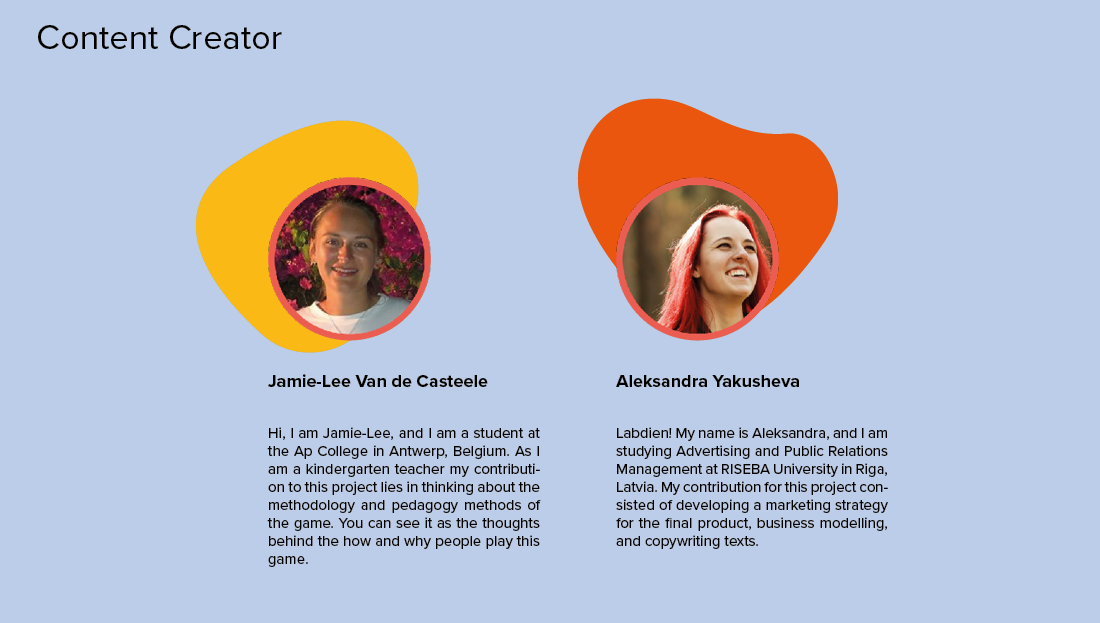 Content Creator
Jamie-Lee Van de Casteele
Hi, I am Jamie-Lee, and I am a student at
the Ap College in Antwerp, Belgium. As I
am a kindergarten teacher my contributi-
on to this project lies in thinking about the
methodology and pedagogy methods of
the game. You can see it as the thoughts
behind the how and why people play this
game.
Aleksandra Yakusheva
Labdien! My name is Aleksandra, and I am
studying Advertising and Public Relations
Management at RISEBA University in Riga,
Latvia. My contribution for this project con-
sisted of developing a marketing strategy
for the final product, business modelling,
and copywriting texts.